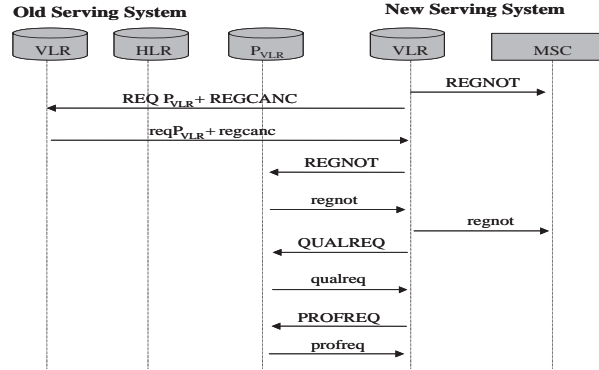 Old Serving System
New Serving System
VLR
HLR
PVLR
VLR
MSC
REGNOT
REQ PVLR+ REGCANC
reqPVLR+ regcanc
REGNOT
regnot
regnot
QUALREQ
qualreq
PROFREQ
profreq